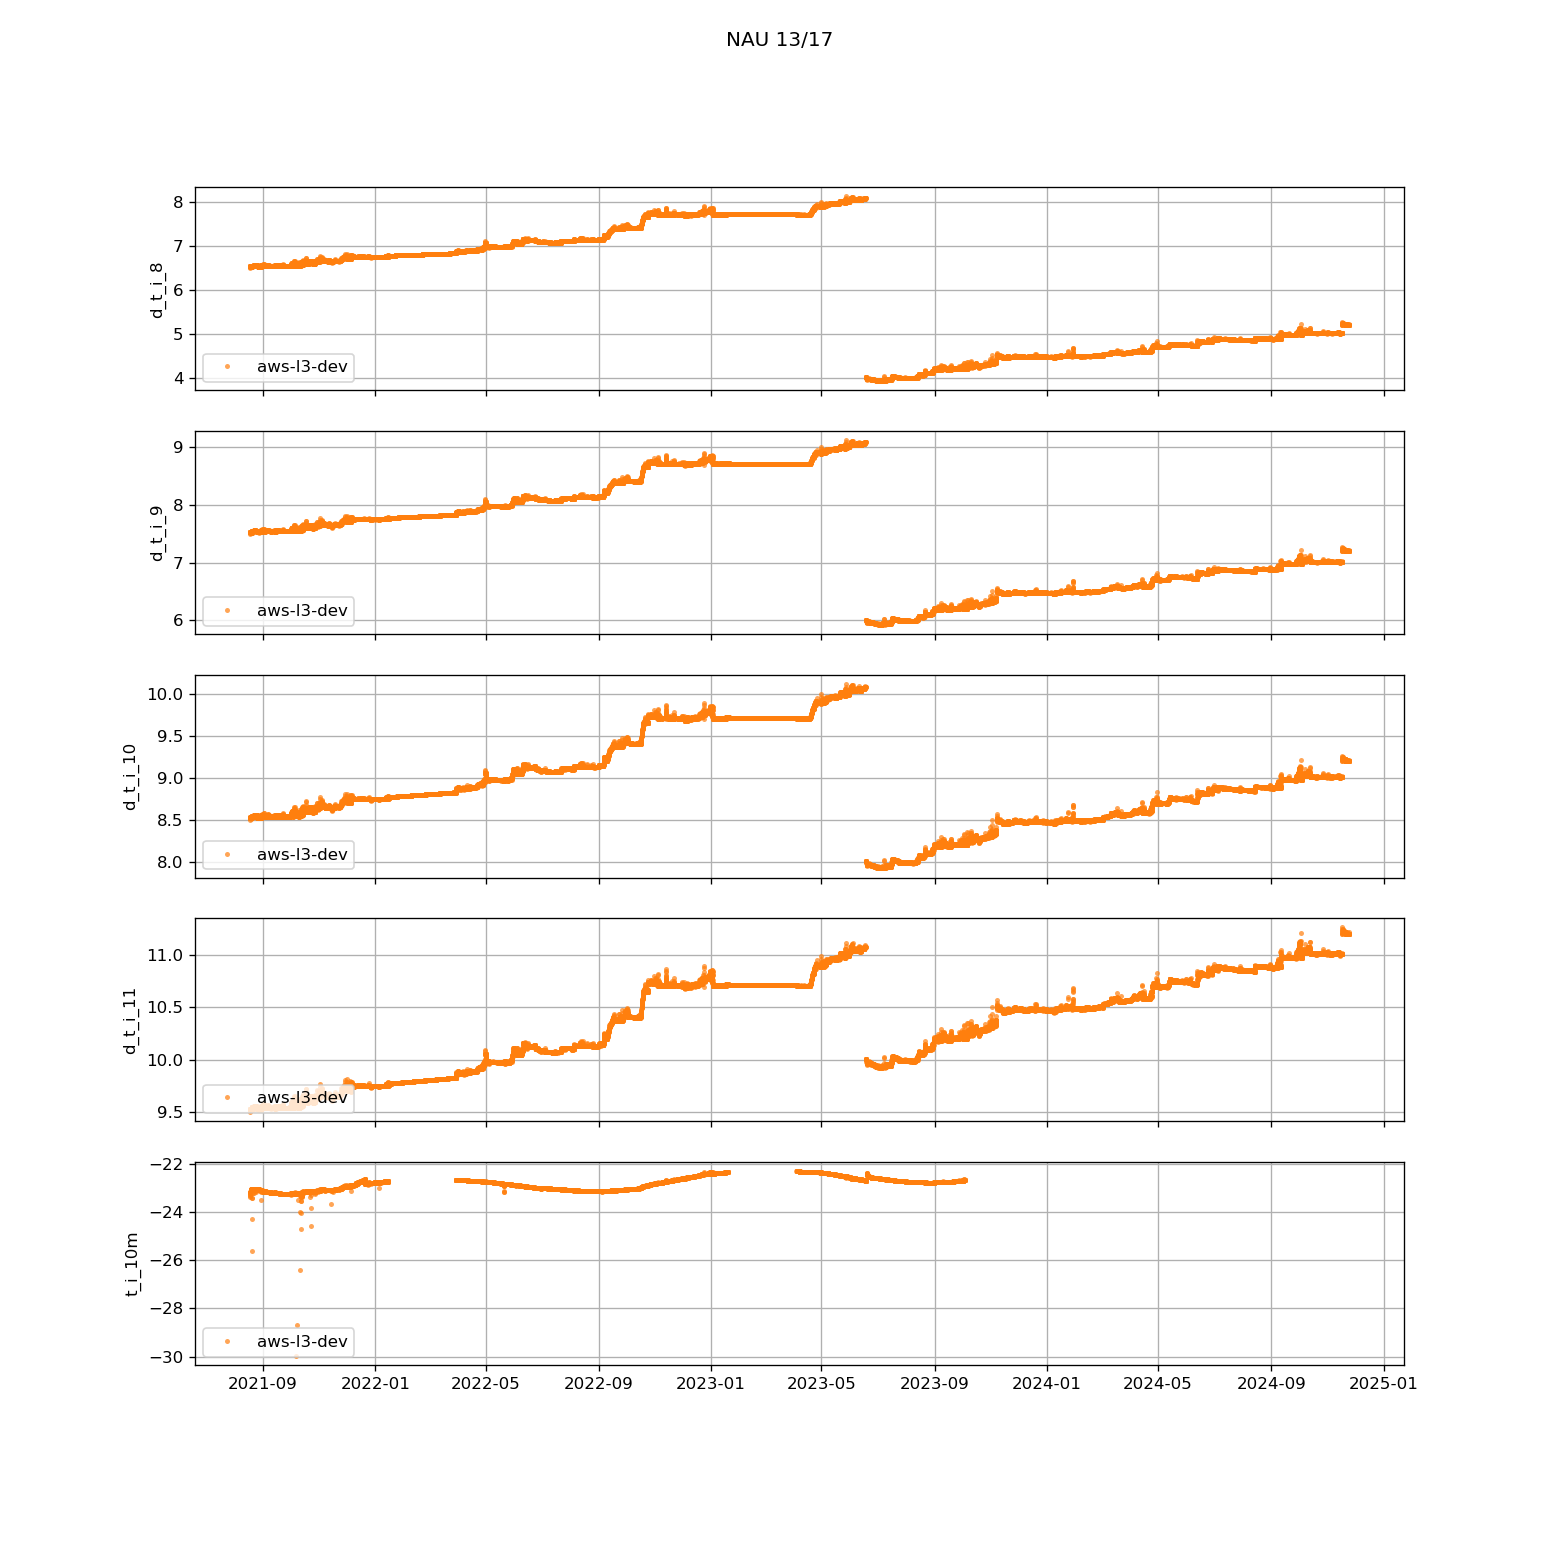 NAU 13/17
8
7
6
5
4
d_t_i_8
aws-l3-dev
9
8
7
6
d_t_i_9
aws-l3-dev
10.0
9.5
9.0
8.5
8.0
d_t_i_10
aws-l3-dev
11.0
10.5
10.0
9.5
d_t_i_11
aws-l3-dev
−22
−24
−26
−28
−30
t_i_10m
aws-l3-dev
2021-09 2022-01 2022-05 2022-09 2023-01 2023-05 2023-09 2024-01 2024-05 2024-09 2025-01